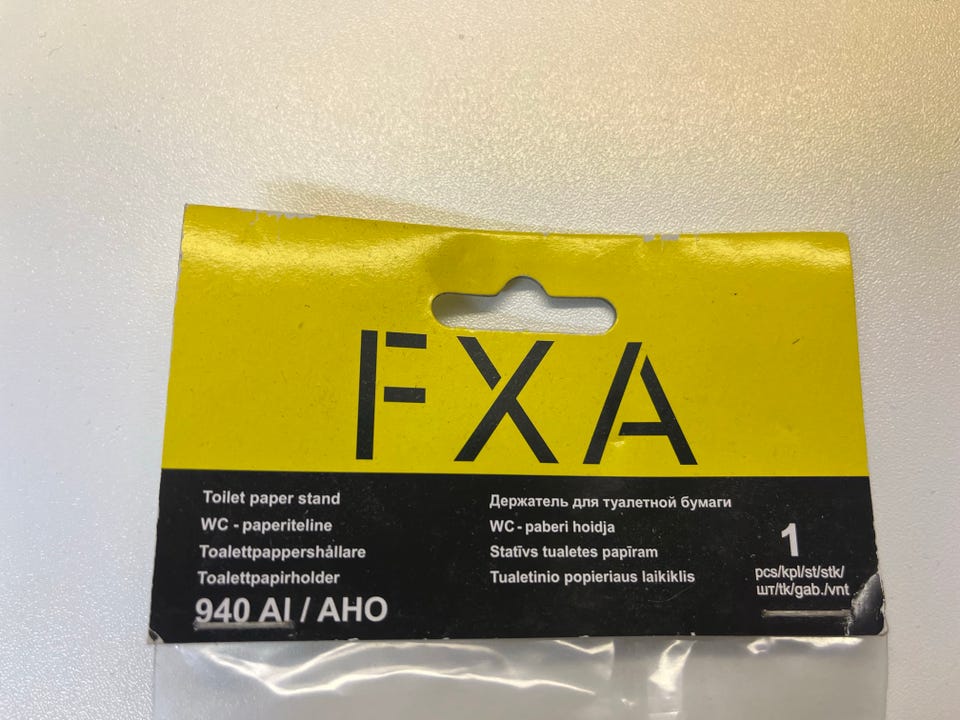 FXA
Toilet paper stand
WC - paperiteline
Toalettpappershållare
Toalettpapirholder
940 AI / AHO
Держатель для туалетной бумаги
WC - paberi hoidja
Statīvs tualetes papīram
Tualetinio popieriaus laikiklis
1
pcs/kpl/st/stk/
шт/tk/gab./vnt